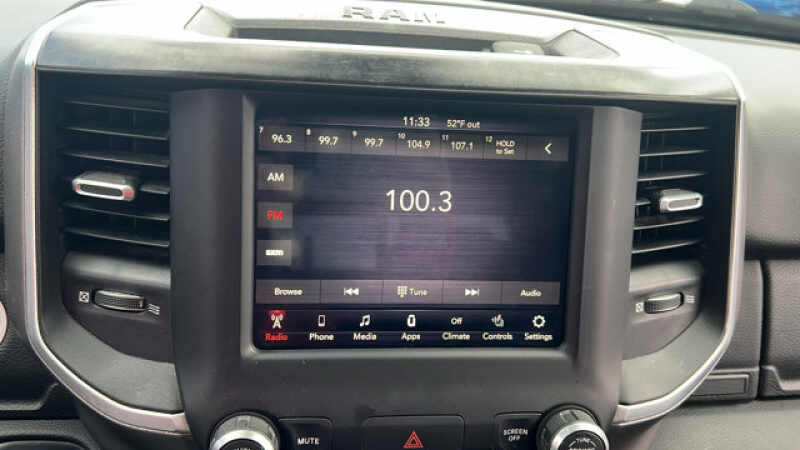 RAM
11:33 52°F out
7 96.3 8 99.7 9 99.7 10 104.9 11 107.1 12 HOLD to Set <
AM
100.3
FM
SXM
Browse Tune Audio
Off
Radio Phone Media Apps Climate Controls Settings
MUTE SCREEN OFF